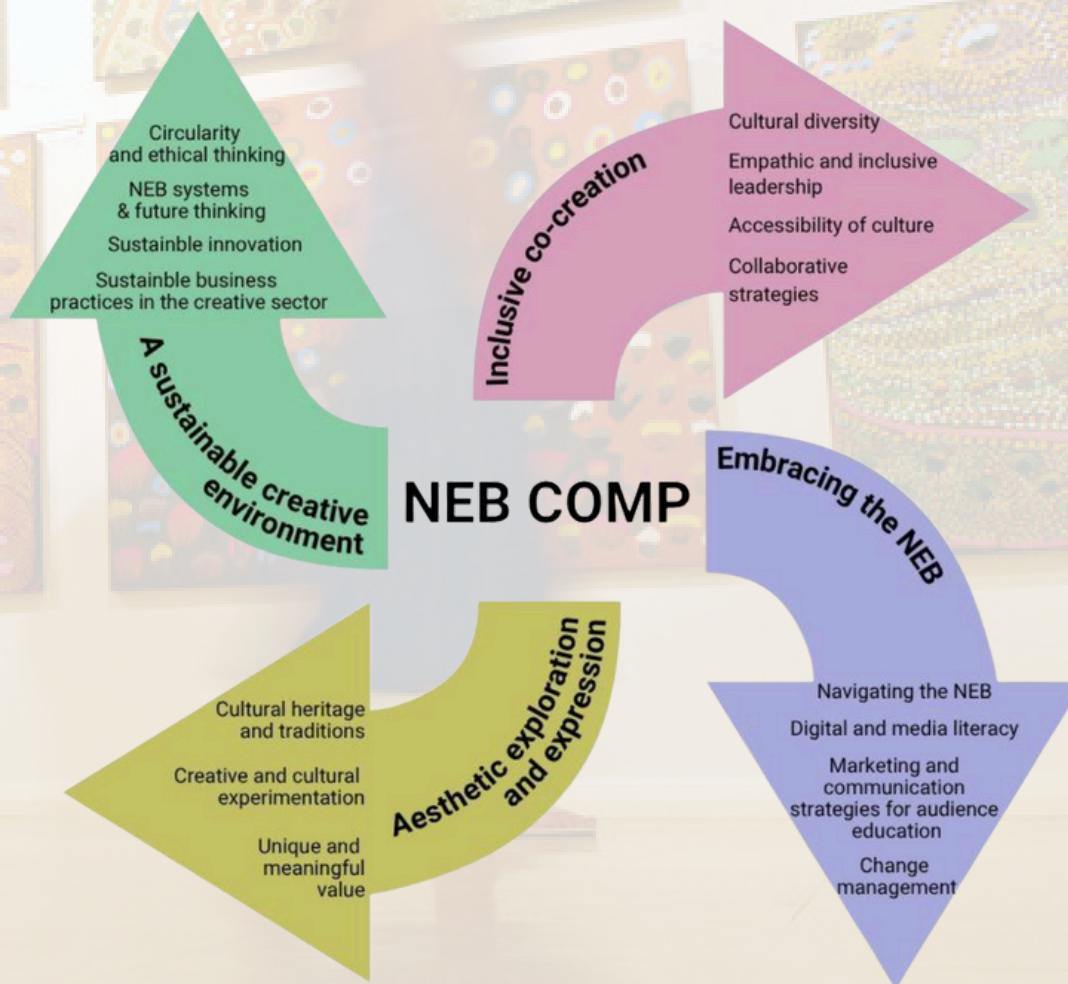 Circularity
and ethical thinking
NEB systems
& future thinking
Sustainble innovation
Sustainble business
practices in the creative sector
A sustainable creative
environment
Inclusive co-creation
Cultural diversity
Empathic and inclusive
leadership
Accessibility of culture
Collaborative
strategies
NEB COMP
Embracing the NEB
Navigating the NEB
Digital and media literacy
Marketing and
communication
strategies for audience
education
Change
management
Aesthetic exploration
and expression
Cultural heritage
and traditions
Creative and cultural
experimentation
Unique and
meaningful
value